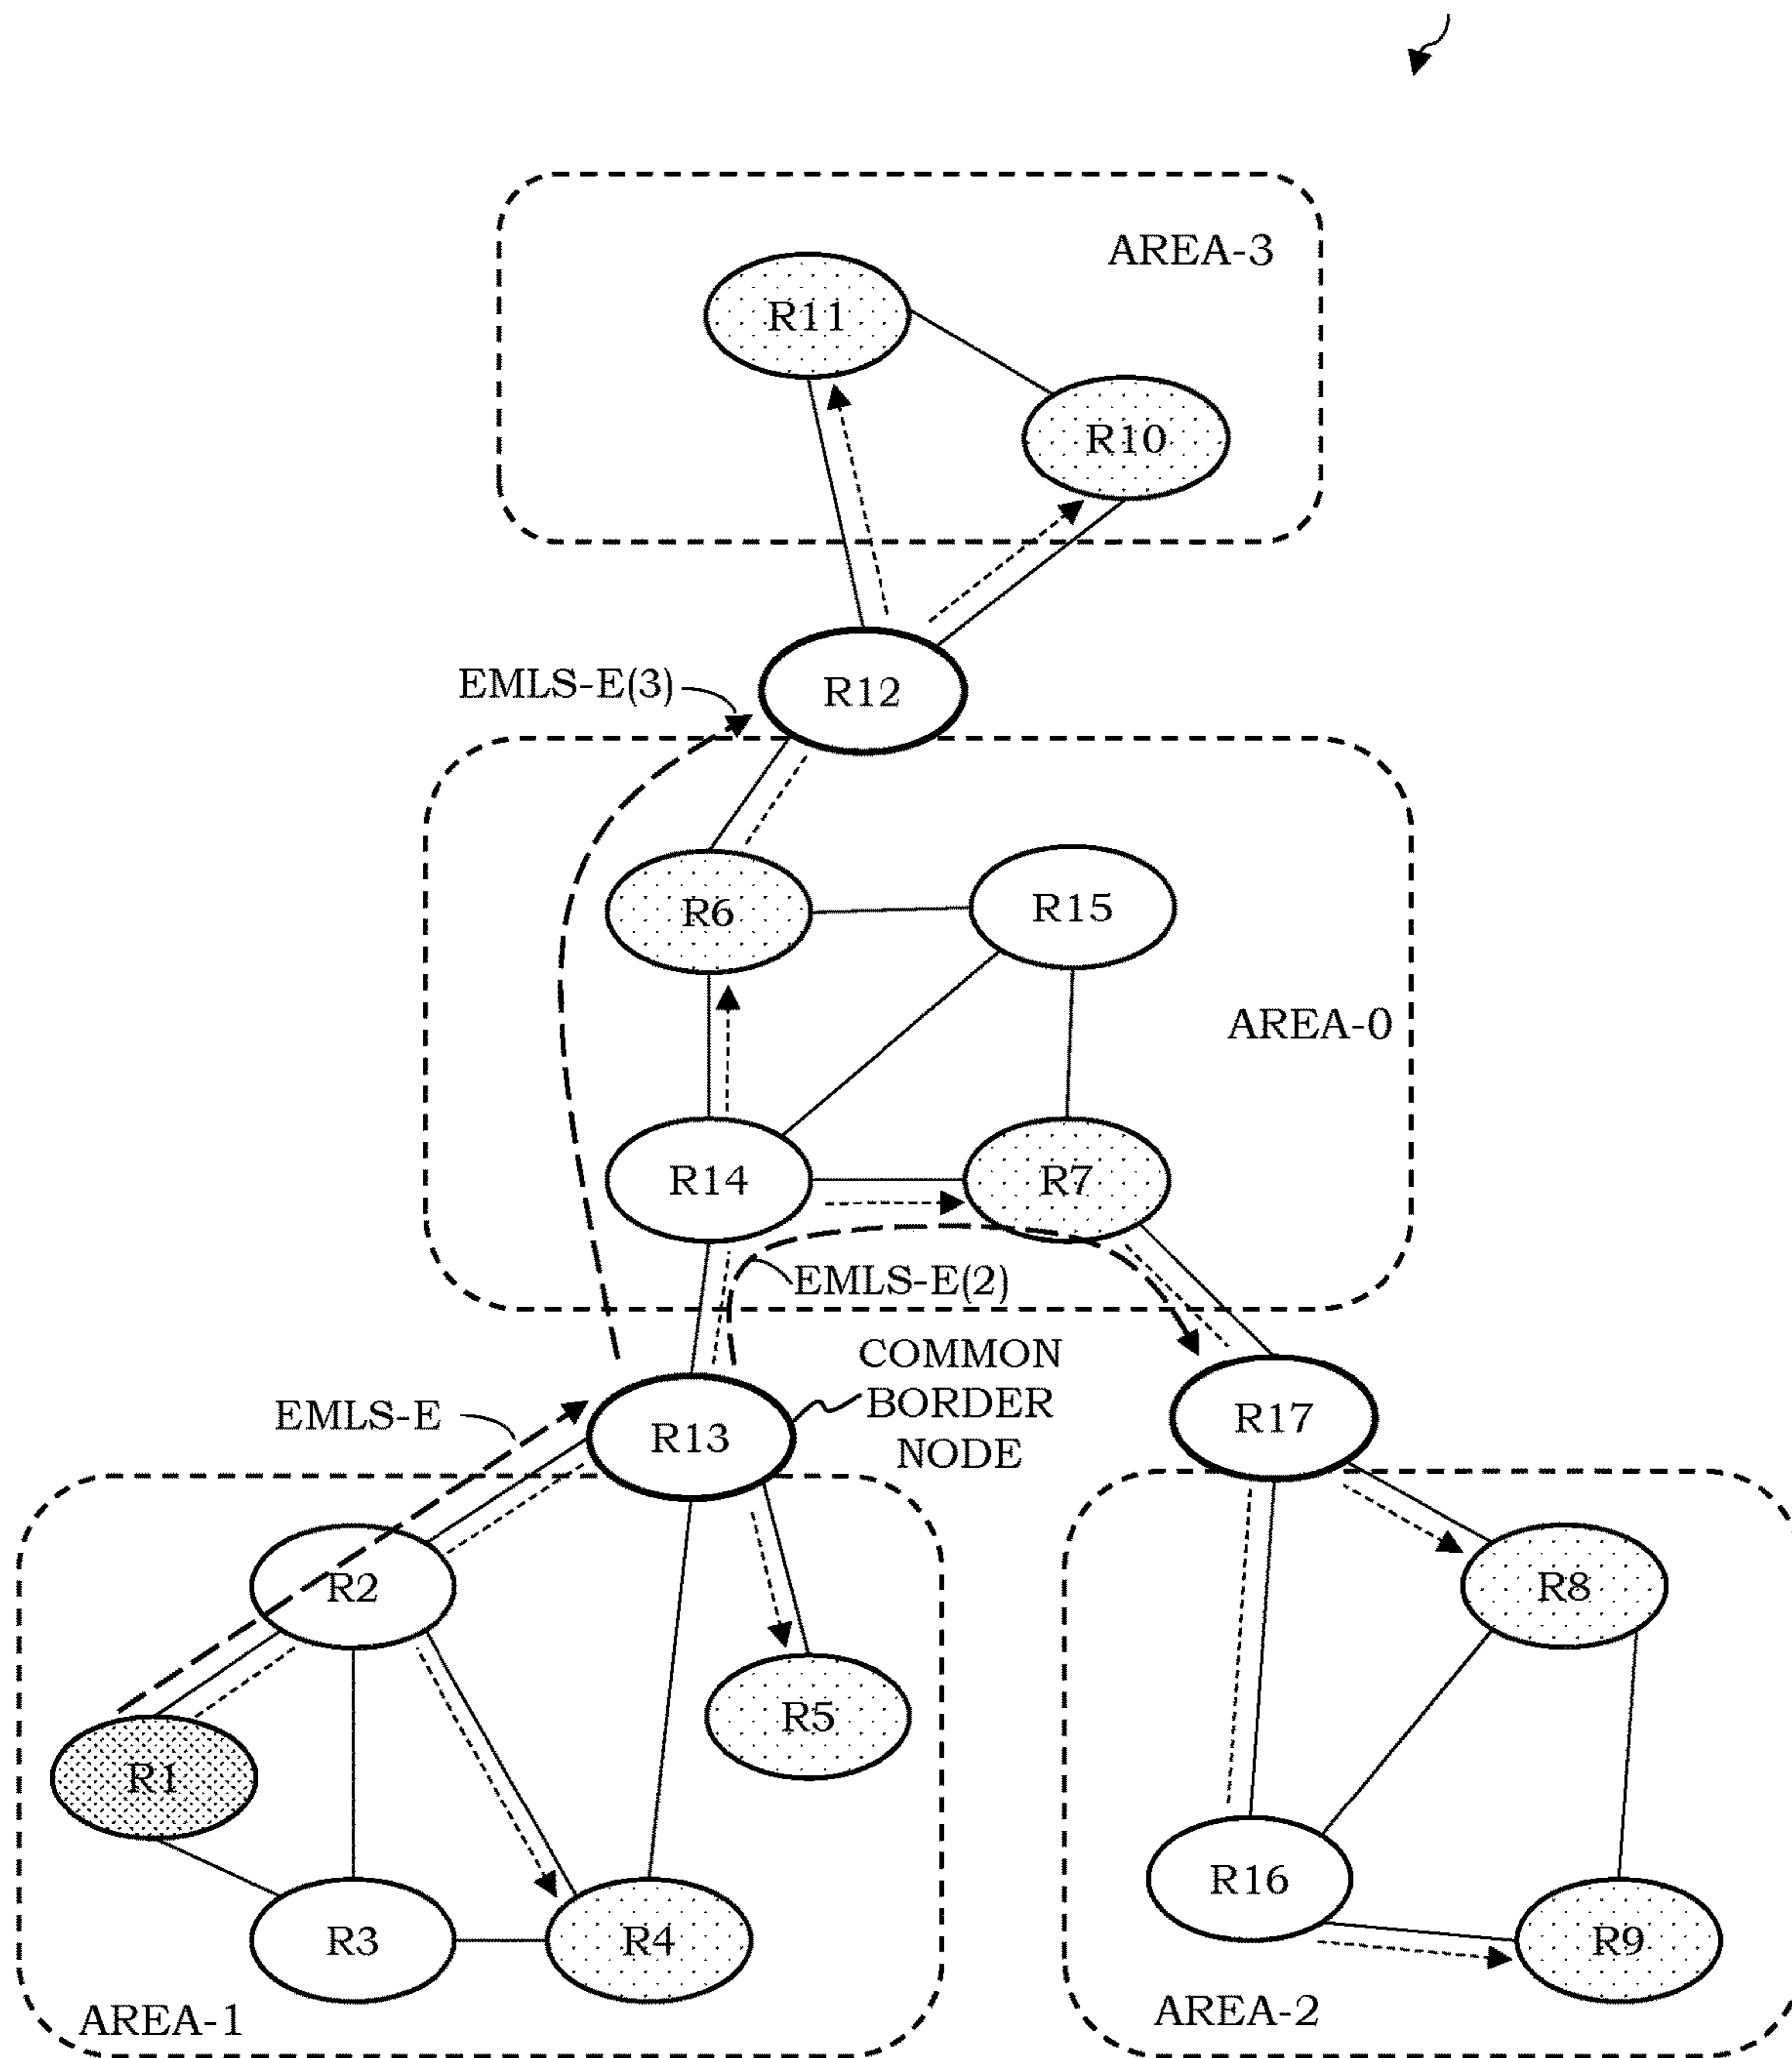 AREA-3
R11
R10
EMLS-E(3)
R12
R6
R15
AREA-0
R14
R7
EMLS-E(2)
COMMON
BORDER
NODE
EMLS-E
R13
R17
R2
R8
R5
R1
R16
R3
R4
R9
AREA-1
AREA-2